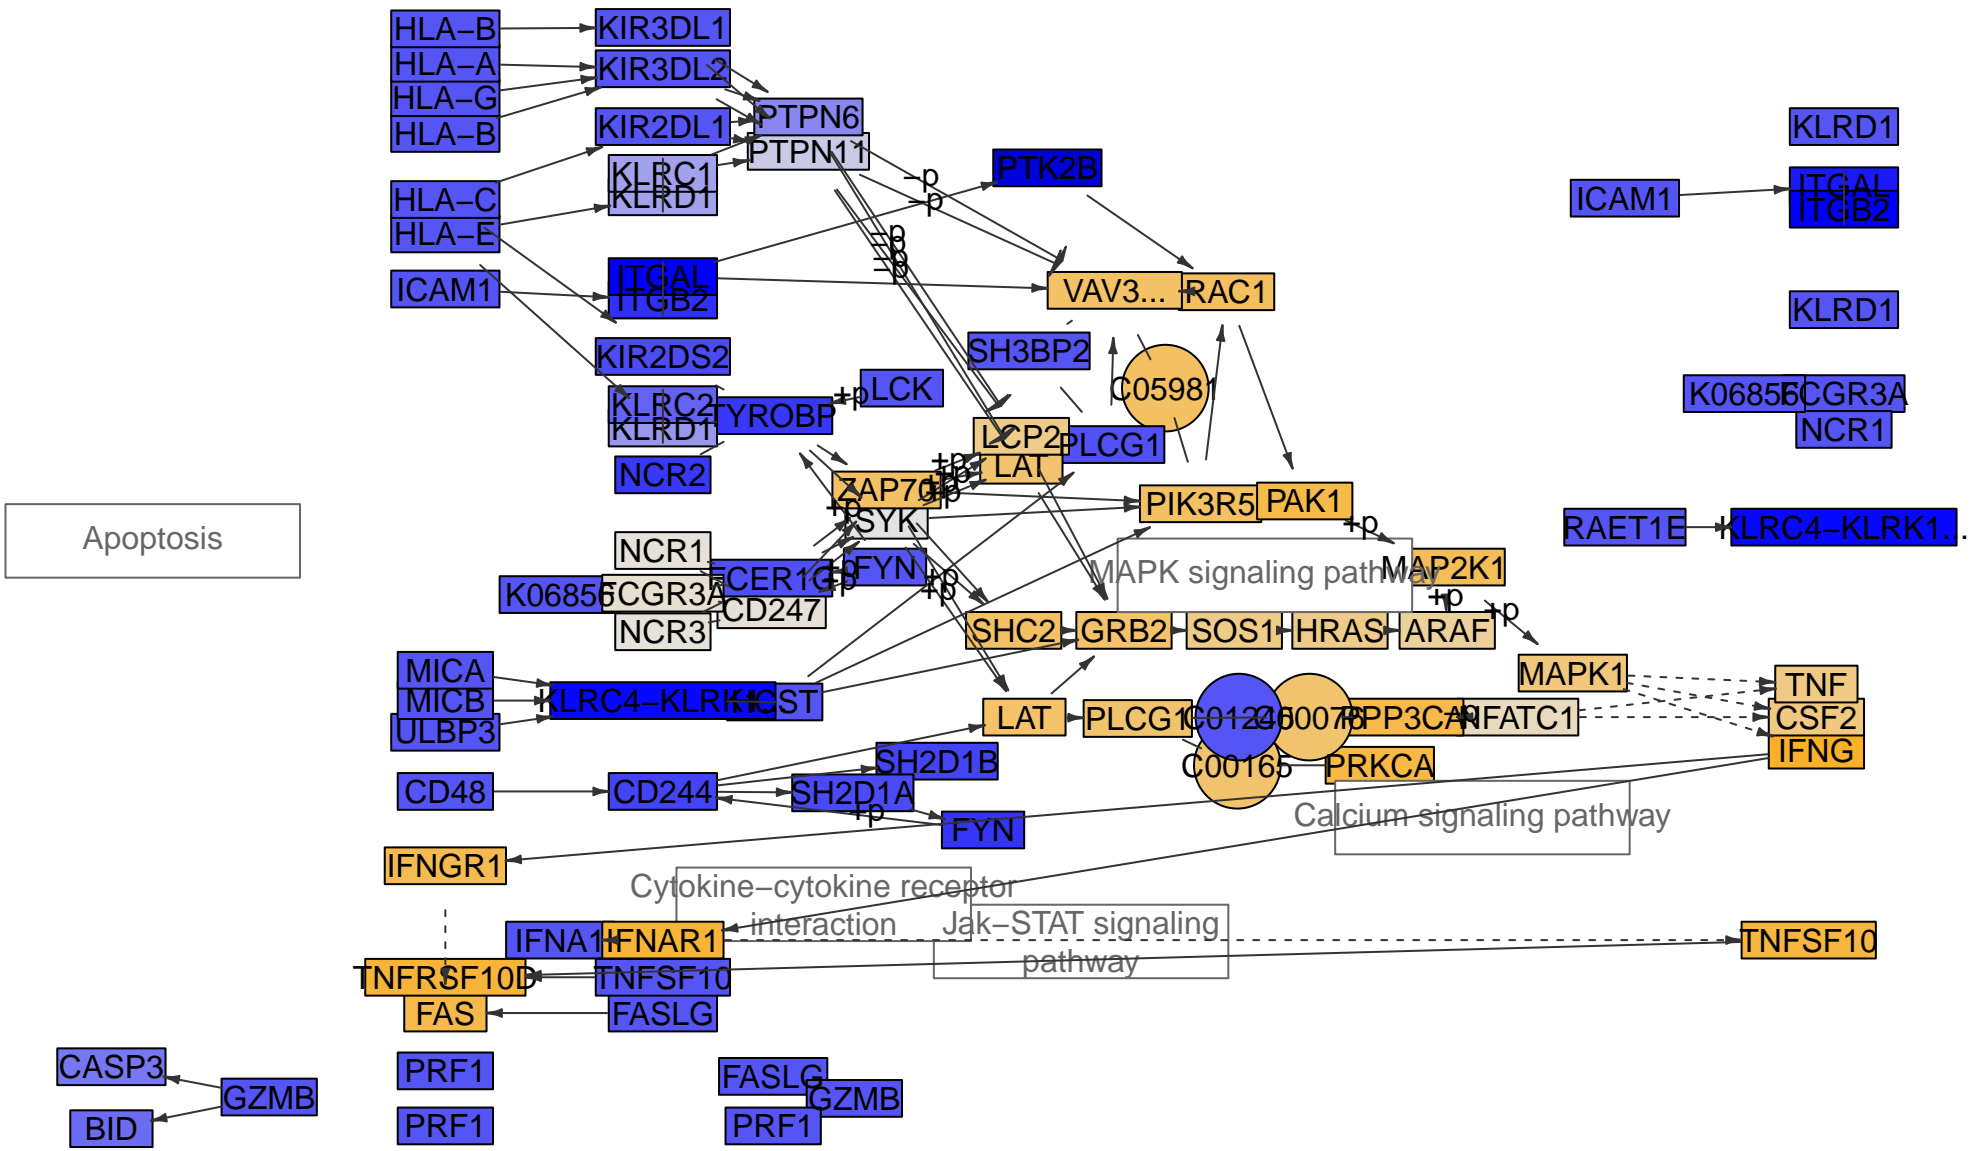 HLA−B
KIR3DL1
HLA−A
KIR3DL2
HLA−G
PTPN6
HLA−B
KIR2DL1
KLRD1
PTPN11
PTK2B
KLRC1
−p
ITGAL
HLA−C
KLRD1
−p
ICAM1
ITGB2
HLA−E
−p
−p
−p
−p
ICAM1
ITGAL
ITGB2
VAV3...
RAC1
KLRD1
KIR2DS2
SH3BP2
LCK
+p
C05981
K06856
FCGR3A
KLRC2
KLRD1
TYROBP
LCP2
PLCG1
NCR1
NCR2
LAT
+p
+p
+p
ZAP70
PIK3R5
PAK1
+p
SYK
+p
RAET1E
KLRC4−KLRK1...
Apoptosis
NCR1
FCER1G
FYN
+p
+p
+p
+p
MAPK signaling pathway
MAP2K1
K06856
FCGR3A
CD247
+p
+p
NCR3
SHC2
GRB2
SOS1
HRAS
ARAF
MICA
MAPK1
TNF
MICB
KLRC4−KLRK1
HCST
ULBP3
LAT
PLCG1
C01245
C00076
PPP3CA
NFATC1
CSF2
IFNG
SH2D1B
C00165
PRKCA
CD48
CD244
SH2D1A
+p
FYN
Calcium signaling pathway
IFNGR1
Cytokine−cytokine receptor
interaction
Jak−STAT signaling
pathway
IFNA1
IFNAR1
TNFSF10
TNFRSF10D
TNFSF10
FAS
FASLG
CASP3
PRF1
FASLG
GZMB
GZMB
BID
PRF1
PRF1